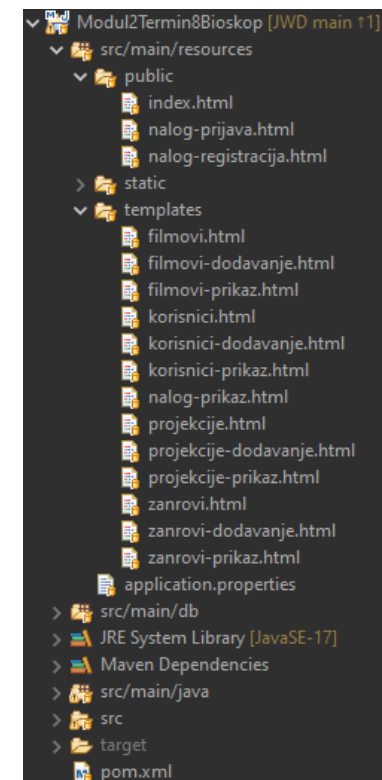 Modul2Termin8Bioskop [JWD main ↑1]
src/main/resources
public
index.html
nalog-prijava.html
nalog-registracija.html
static
templates
filmovi.html
filmovi-dodavanje.html
filmovi-prikaz.html
korisnici.html
korisnici-dodavanje.html
korisnici-prikaz.html
nalog-prikaz.html
projekcije.html
projekcije-dodavanje.html
projekcije-prikaz.html
zanrovi.html
zanrovi-dodavanje.html
zanrovi-prikaz.html
application.properties
src/main/db
JRE System Library [JavaSE-17]
Maven Dependencies
src/main/java
src
target
pom.xml